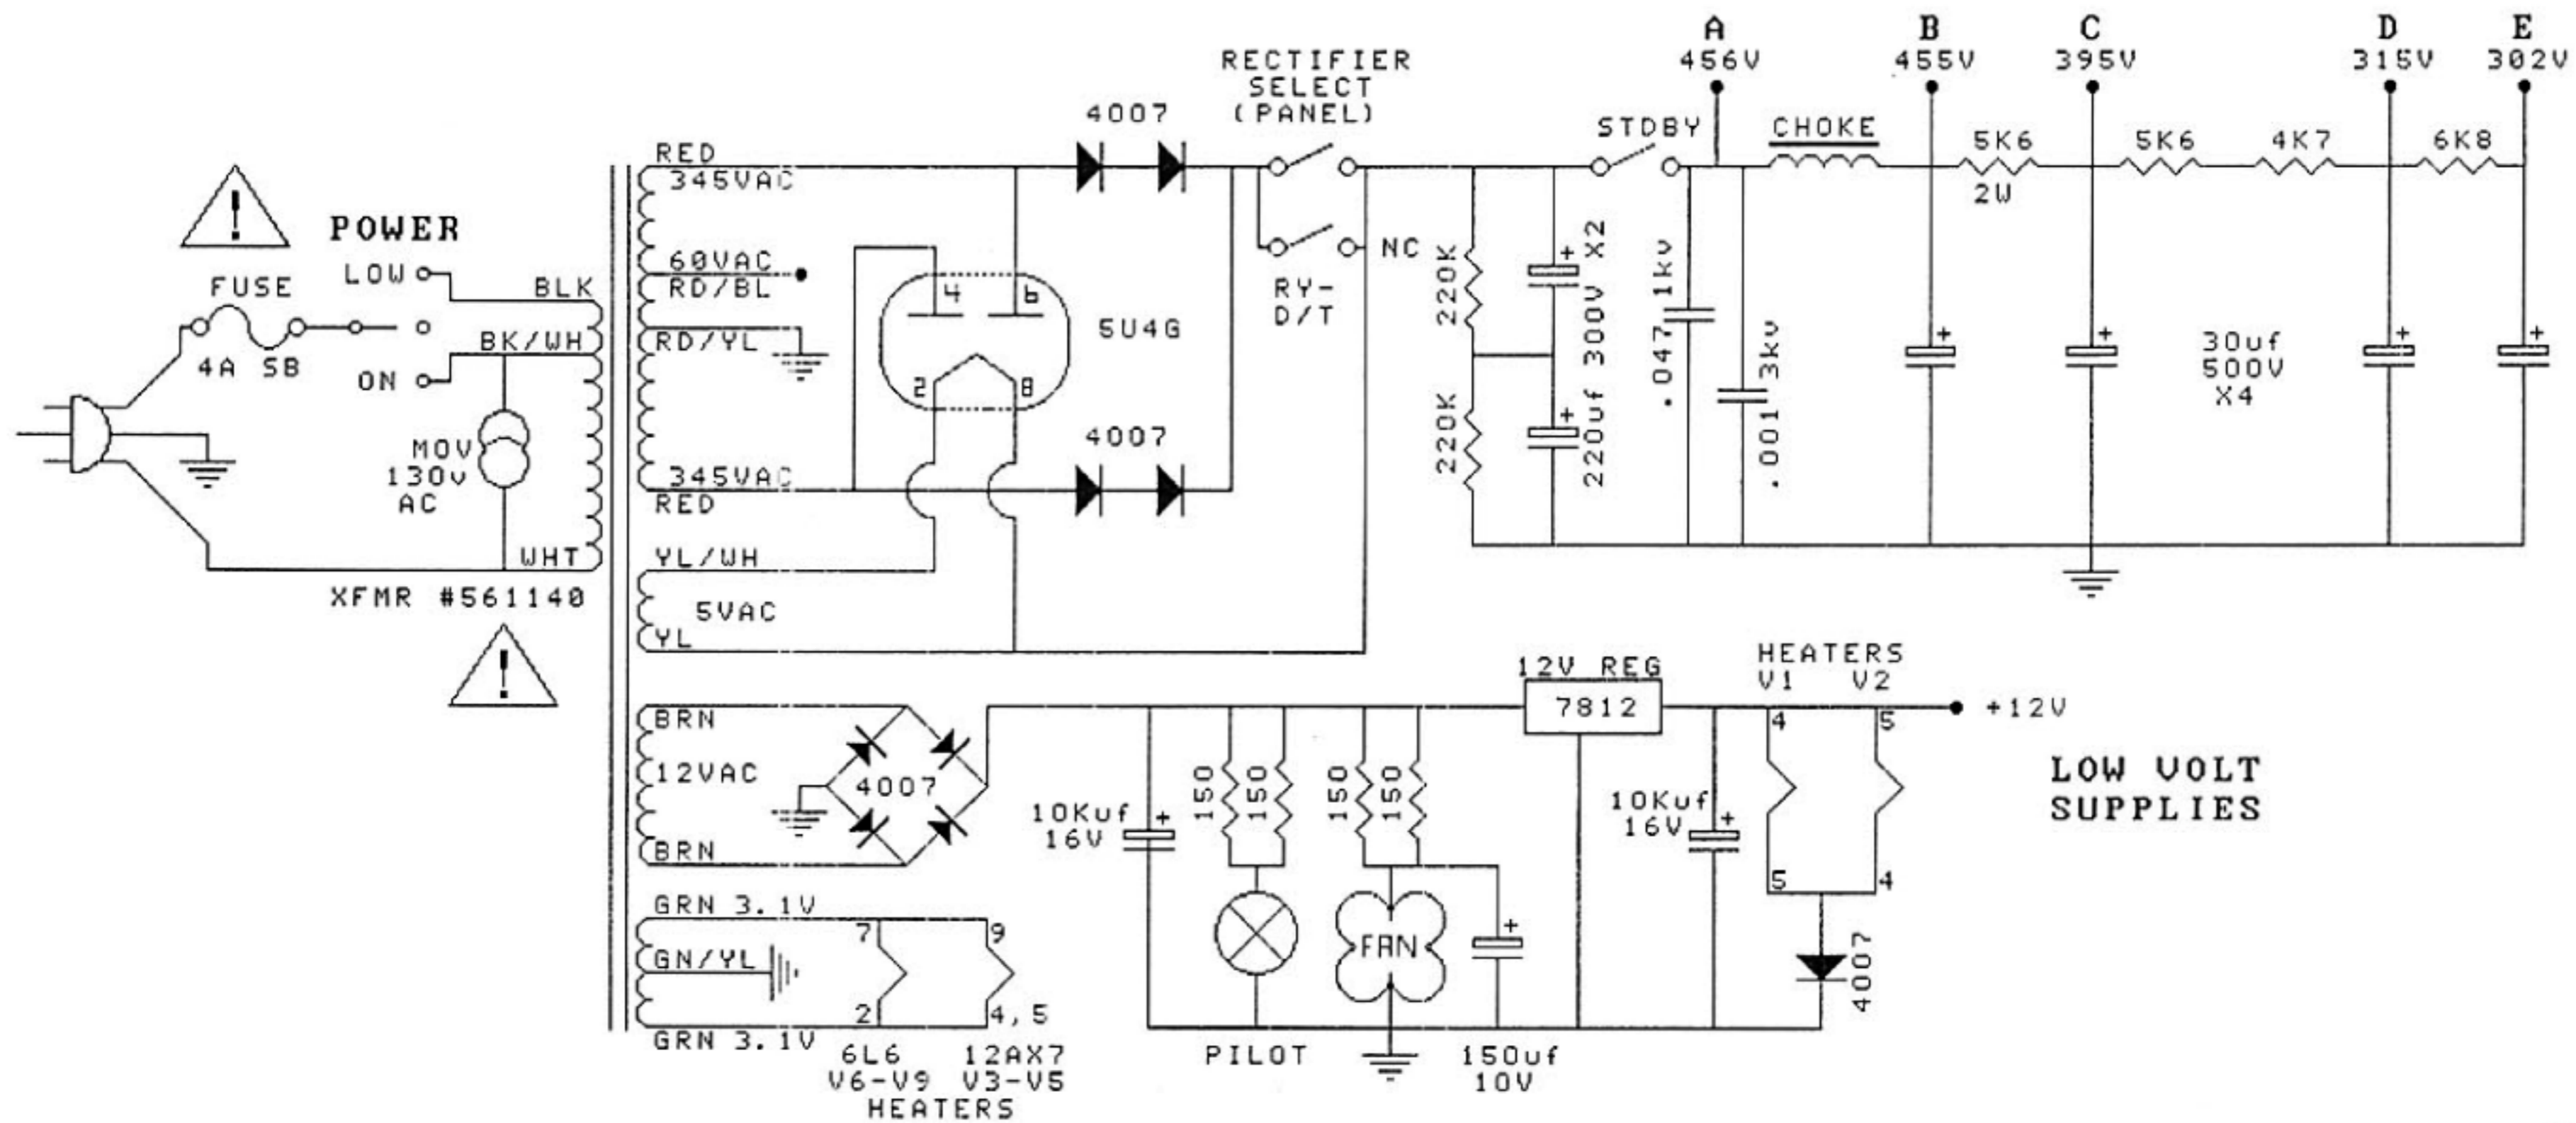 A B C D E
456V 455V 395V 315V 302V
RECTIFIER
SELECT
(PANEL)
4007
STDBY
CHOKE
5K6 5K6 4K7 6K8
2W
RED
345VAC
!
POWER
LOW
FUSE
BLK
4A SB
BK/WH
ON
MOV
130v
AC
WHT
XFMR #561140
!
60VAC
RD/BL
RD/YL
4 6
2 8
5U4G
RY-
D/T
NC
220K
220K
220uf 300V X2
.047 1kv
.001 3kv
30uf
500V
X4
4007
345VAC
RED
YL/WH
5VAC
YL
BRN
12VAC
BRN
4007
10Kuf
16V
150
150
150
150
12V REG
7812
HEATERS
V1 V2
4 5
+12V
10Kuf
16V
5 4
4007
LOW VOLT
SUPPLIES
GRN 3.1V
GN/YL
GRN 3.1V
7 9
2 4,5
6L6 12AX7
V6-V9 V3-V5
HEATERS
PILOT
FAN
150uf
10V